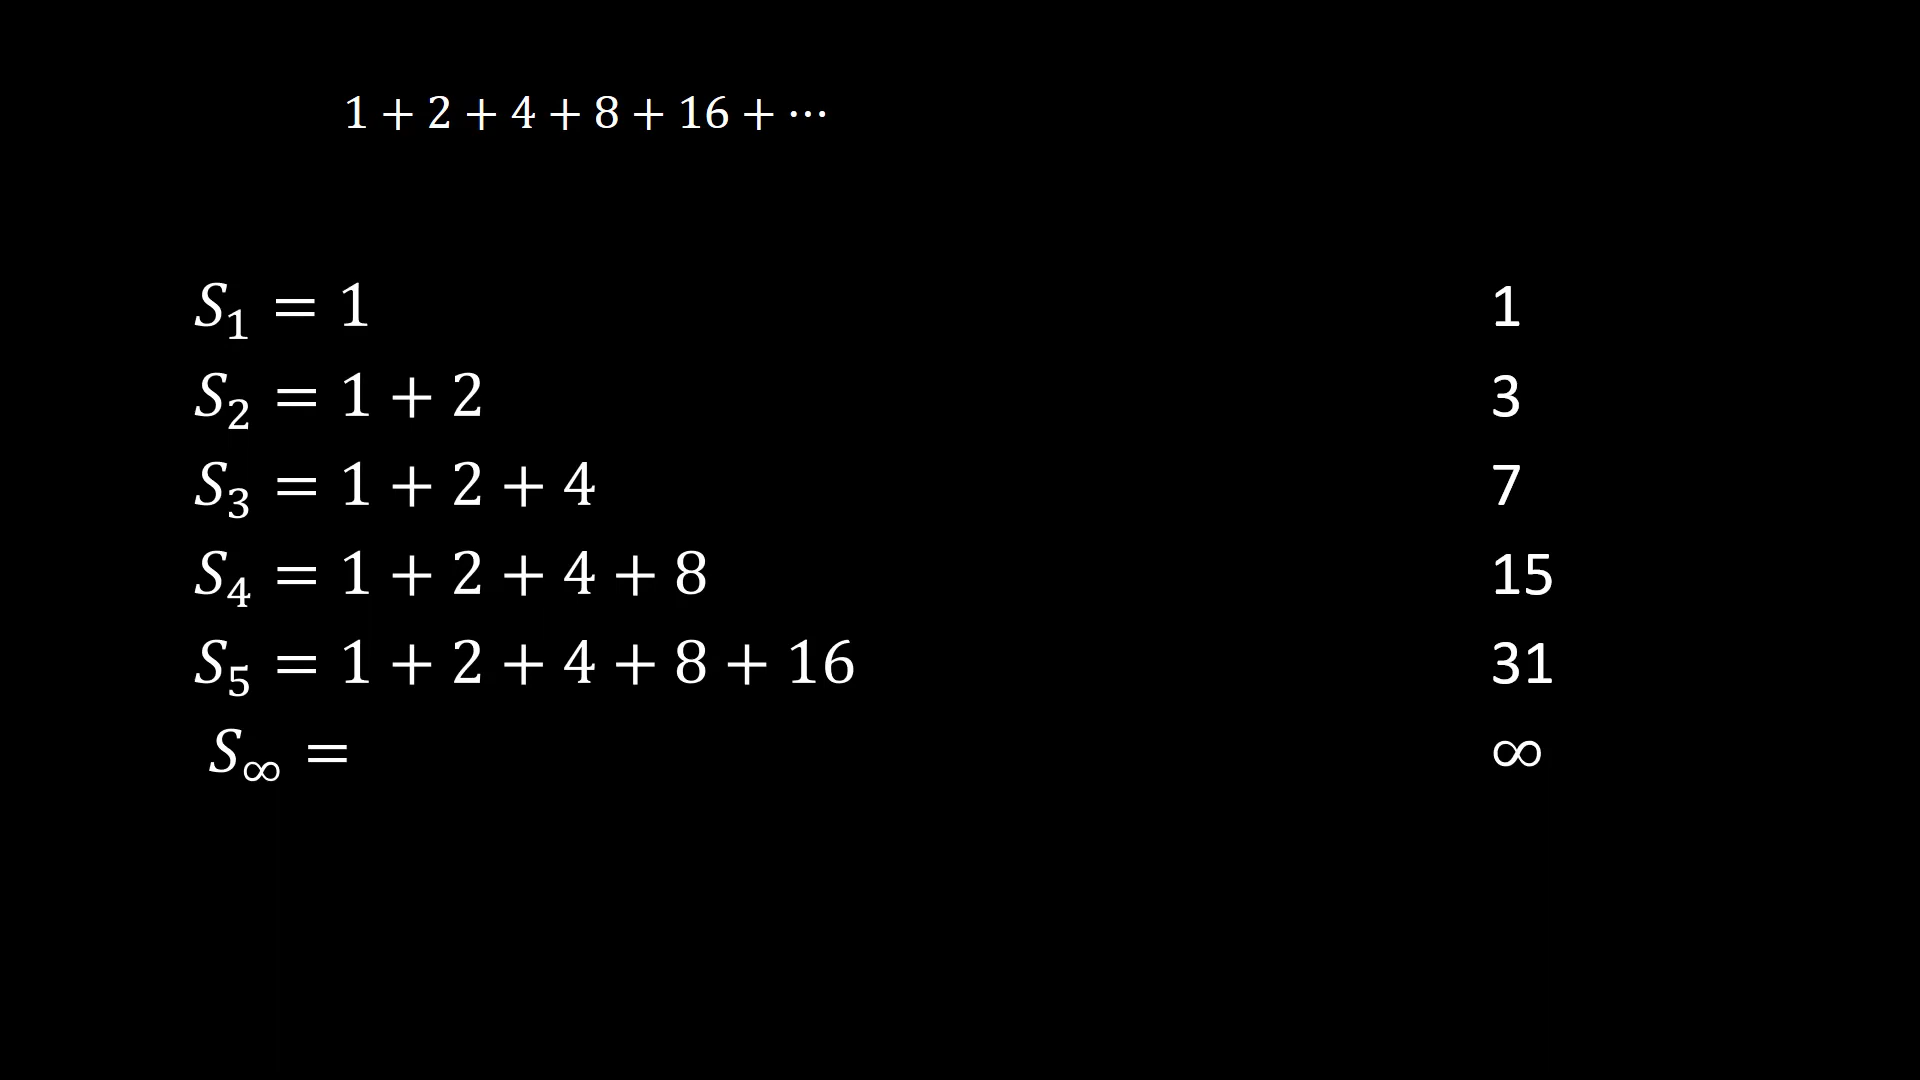 1 + 2 + 4 + 8 + 16 + ⋯
S₁ = 1 1
S₂ = 1 + 2 3
S₃ = 1 + 2 + 4 7
S₄ = 1 + 2 + 4 + 8 15
S₅ = 1 + 2 + 4 + 8 + 16 31
S∞ = ∞